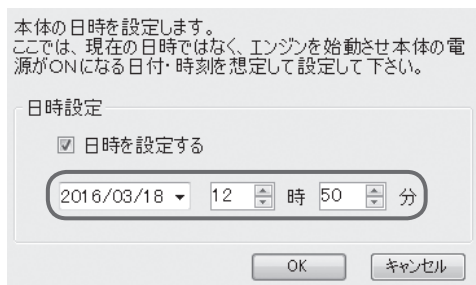 本体の日時を設定します。
ここでは、現在の日時ではなく、エンジンを始動させ本体の電
源がONになる日付・時刻を想定して設定して下さい。
日時設定
日時を設定する
2016/03/18 12 時 50 分
OK キャンセル